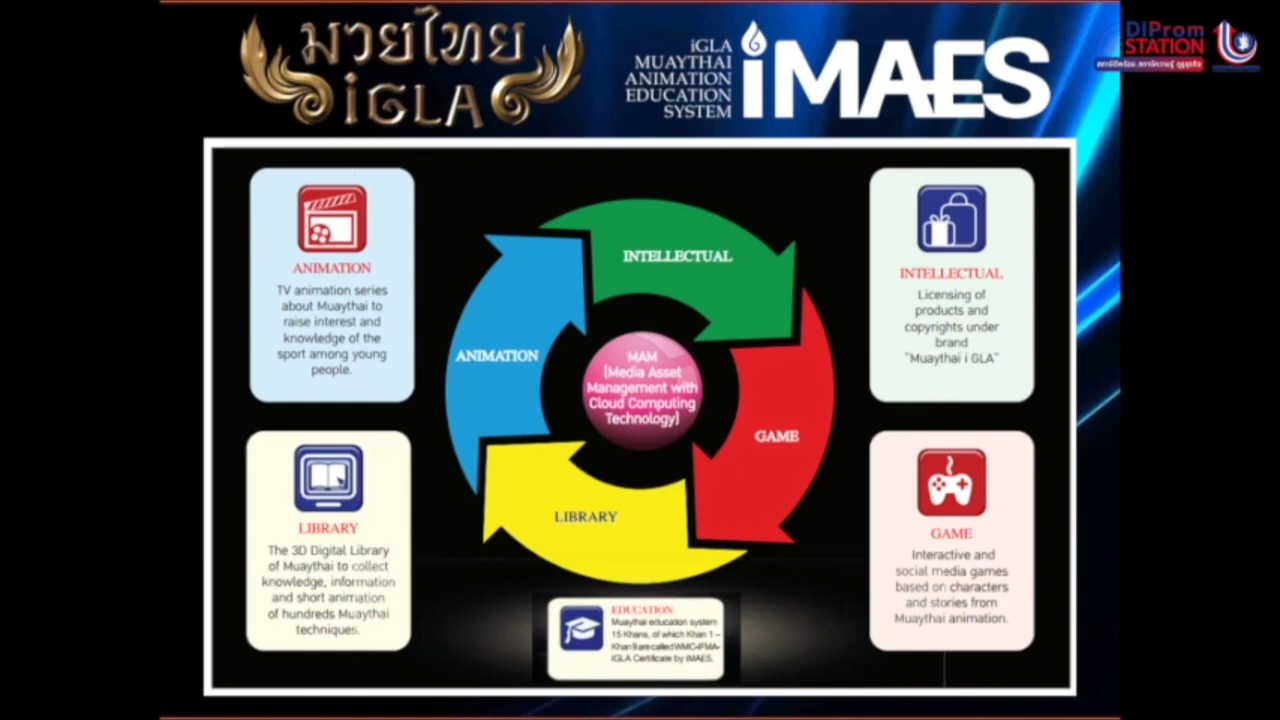 มวยไทย
iGLA
iGLA
MUAYTHAI
ANIMATION
EDUCATION
SYSTEM
iMAES
DIProm
STATION
ANIMATION
TV animation series
about Muaythai to
raise interest and
knowledge of the
sport among young
people.
INTELLECTUAL
Licensing of
products and
copyrights under
brand
"Muaythai i GLA"
INTELLECTUAL
ANIMATION
MAM
(Media Asset
Management with
Cloud Computing
Technology)
GAME
LIBRARY
LIBRARY
The 3D Digital Library
of Muaythai to collect
knowledge, information
and short animation
of hundreds Muaythai
techniques.
GAME
Interactive and
social media games
based on characters
and stories from
Muaythai animation.
EDUCATION
Muaythai education system
15 Khans, of which Khan 1 –
Khan 9 are called WMC-IFMA-
iGLA Certificate by iMAES.